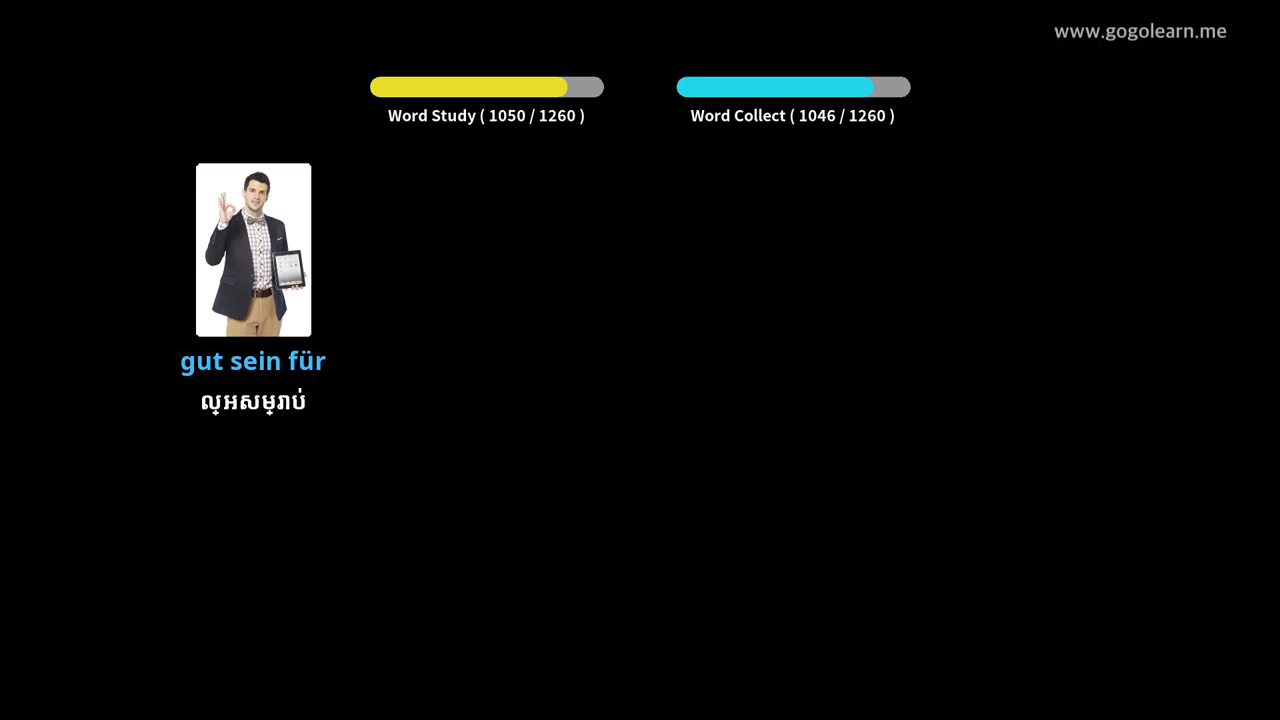 www.gogolearn.me
Word Study ( 1050 / 1260 )
Word Collect ( 1046 / 1260 )
gut sein für
ល្អសម្រាប់